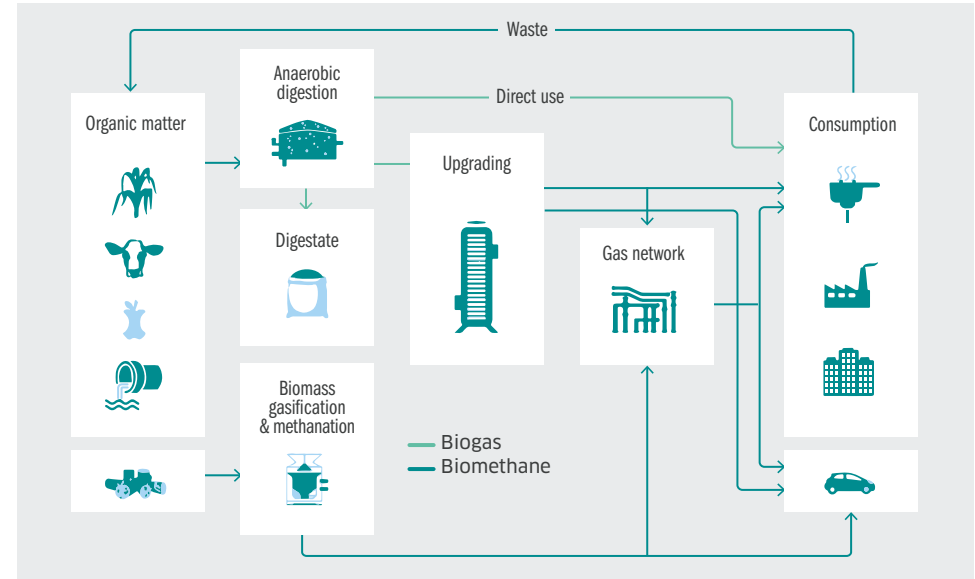 Waste
Anaerobic
digestion
Direct use
Organic matter
Consumption
Upgrading
Digestate
Gas network
Biomass
gasification
& methanation
Biogas
Biomethane